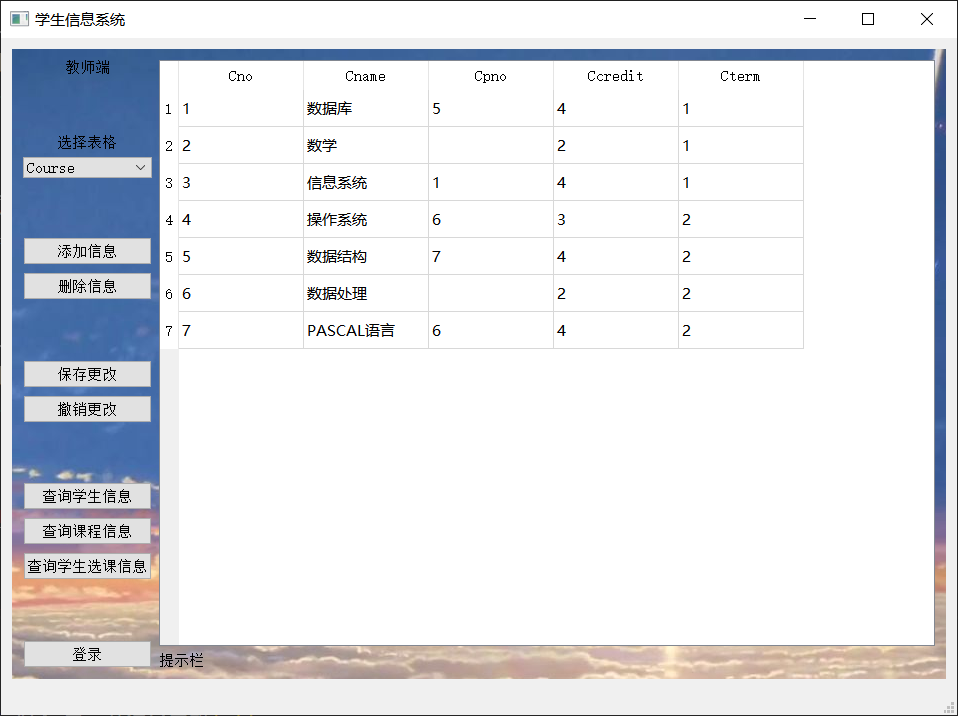 学生信息系统
教师端
选择表格
Course
添加信息
删除信息
保存更改
撤销更改
查询学生信息
查询课程信息
查询学生选课信息
登录
Cno Cname Cpno Ccredit Cterm
1 1 数据库 5 4 1
2 2 数学 2 1
3 3 信息系统 1 4 1
4 4 操作系统 6 3 2
5 5 数据结构 7 4 2
6 6 数据处理 2 2
7 7 PASCAL语言 6 4 2
提示栏